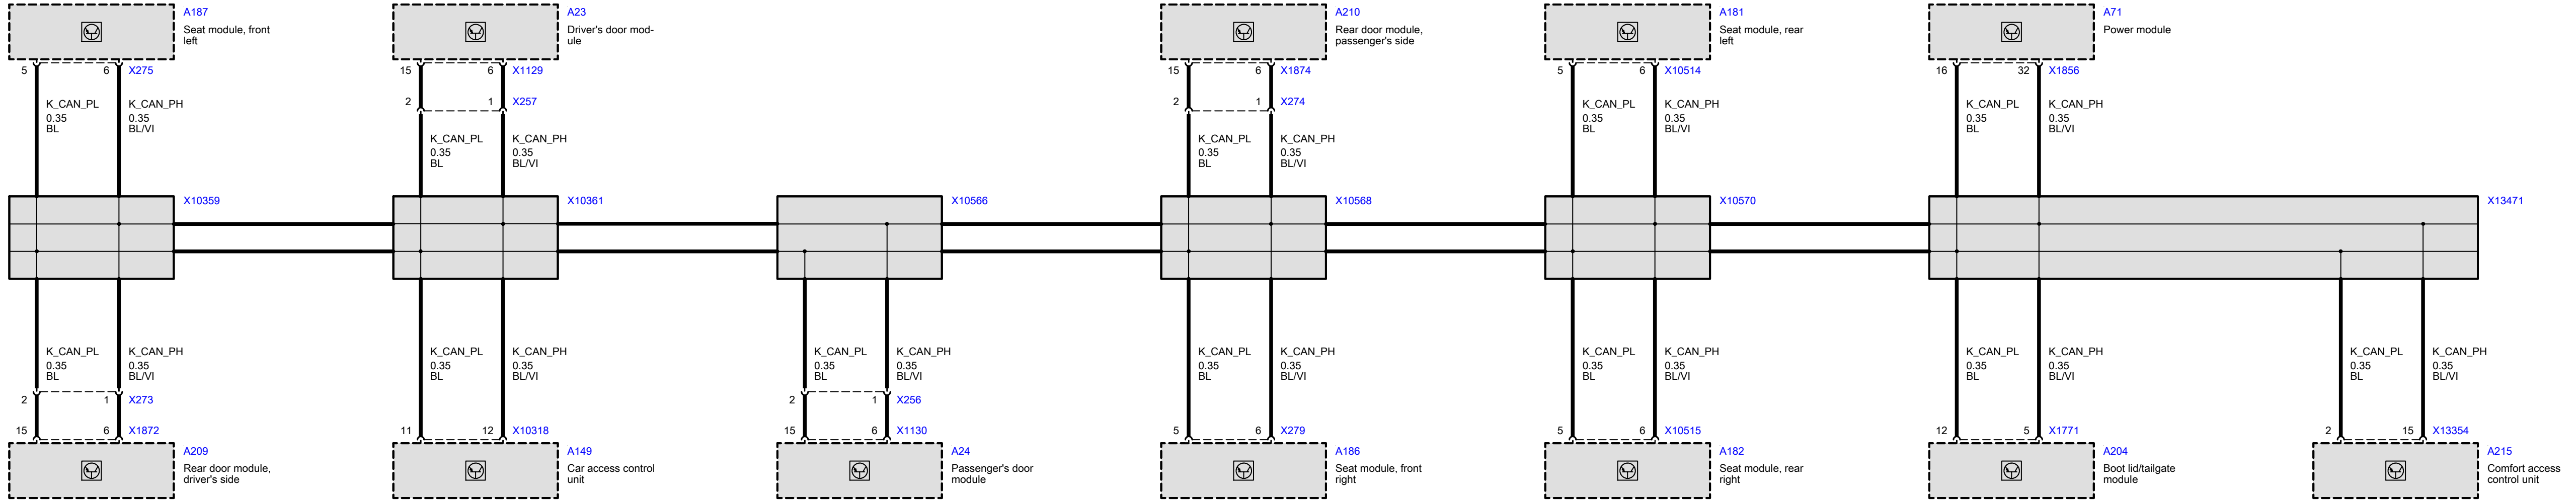 A187
Seat module, front
left
A23
Driver's door mod-
ule
A210
Rear door module,
passenger's side
A181
Seat module, rear
left
A71
Power module
5 6 X275
15 6 X1129
15 6 X1874
5 6 X10514
16 32 X1856
2 1 X257
2 1 X274
K_CAN_PL K_CAN_PH
0.35 0.35
BL BL/VI
K_CAN_PL K_CAN_PH
0.35 0.35
BL BL/VI
K_CAN_PL K_CAN_PH
0.35 0.35
BL BL/VI
K_CAN_PL K_CAN_PH
0.35 0.35
BL BL/VI
K_CAN_PL K_CAN_PH
0.35 0.35
BL BL/VI
X10359
X10361
X10566
X10568
X10570
X13471
K_CAN_PL K_CAN_PH
0.35 0.35
BL BL/VI
K_CAN_PL K_CAN_PH
0.35 0.35
BL BL/VI
K_CAN_PL K_CAN_PH
0.35 0.35
BL BL/VI
K_CAN_PL K_CAN_PH
0.35 0.35
BL BL/VI
K_CAN_PL K_CAN_PH
0.35 0.35
BL BL/VI
K_CAN_PL K_CAN_PH
0.35 0.35
BL BL/VI
K_CAN_PL K_CAN_PH
0.35 0.35
BL BL/VI
2 1 X273
2 1 X256
15 6 X1872
11 12 X10318
15 6 X1130
5 6 X279
5 6 X10515
12 5 X1771
2 15 X13354
A209
Rear door module,
driver's side
A149
Car access control
unit
A24
Passenger's door
module
A186
Seat module, front
right
A182
Seat module, rear
right
A204
Boot lid/tailgate
module
A215
Comfort access
control unit